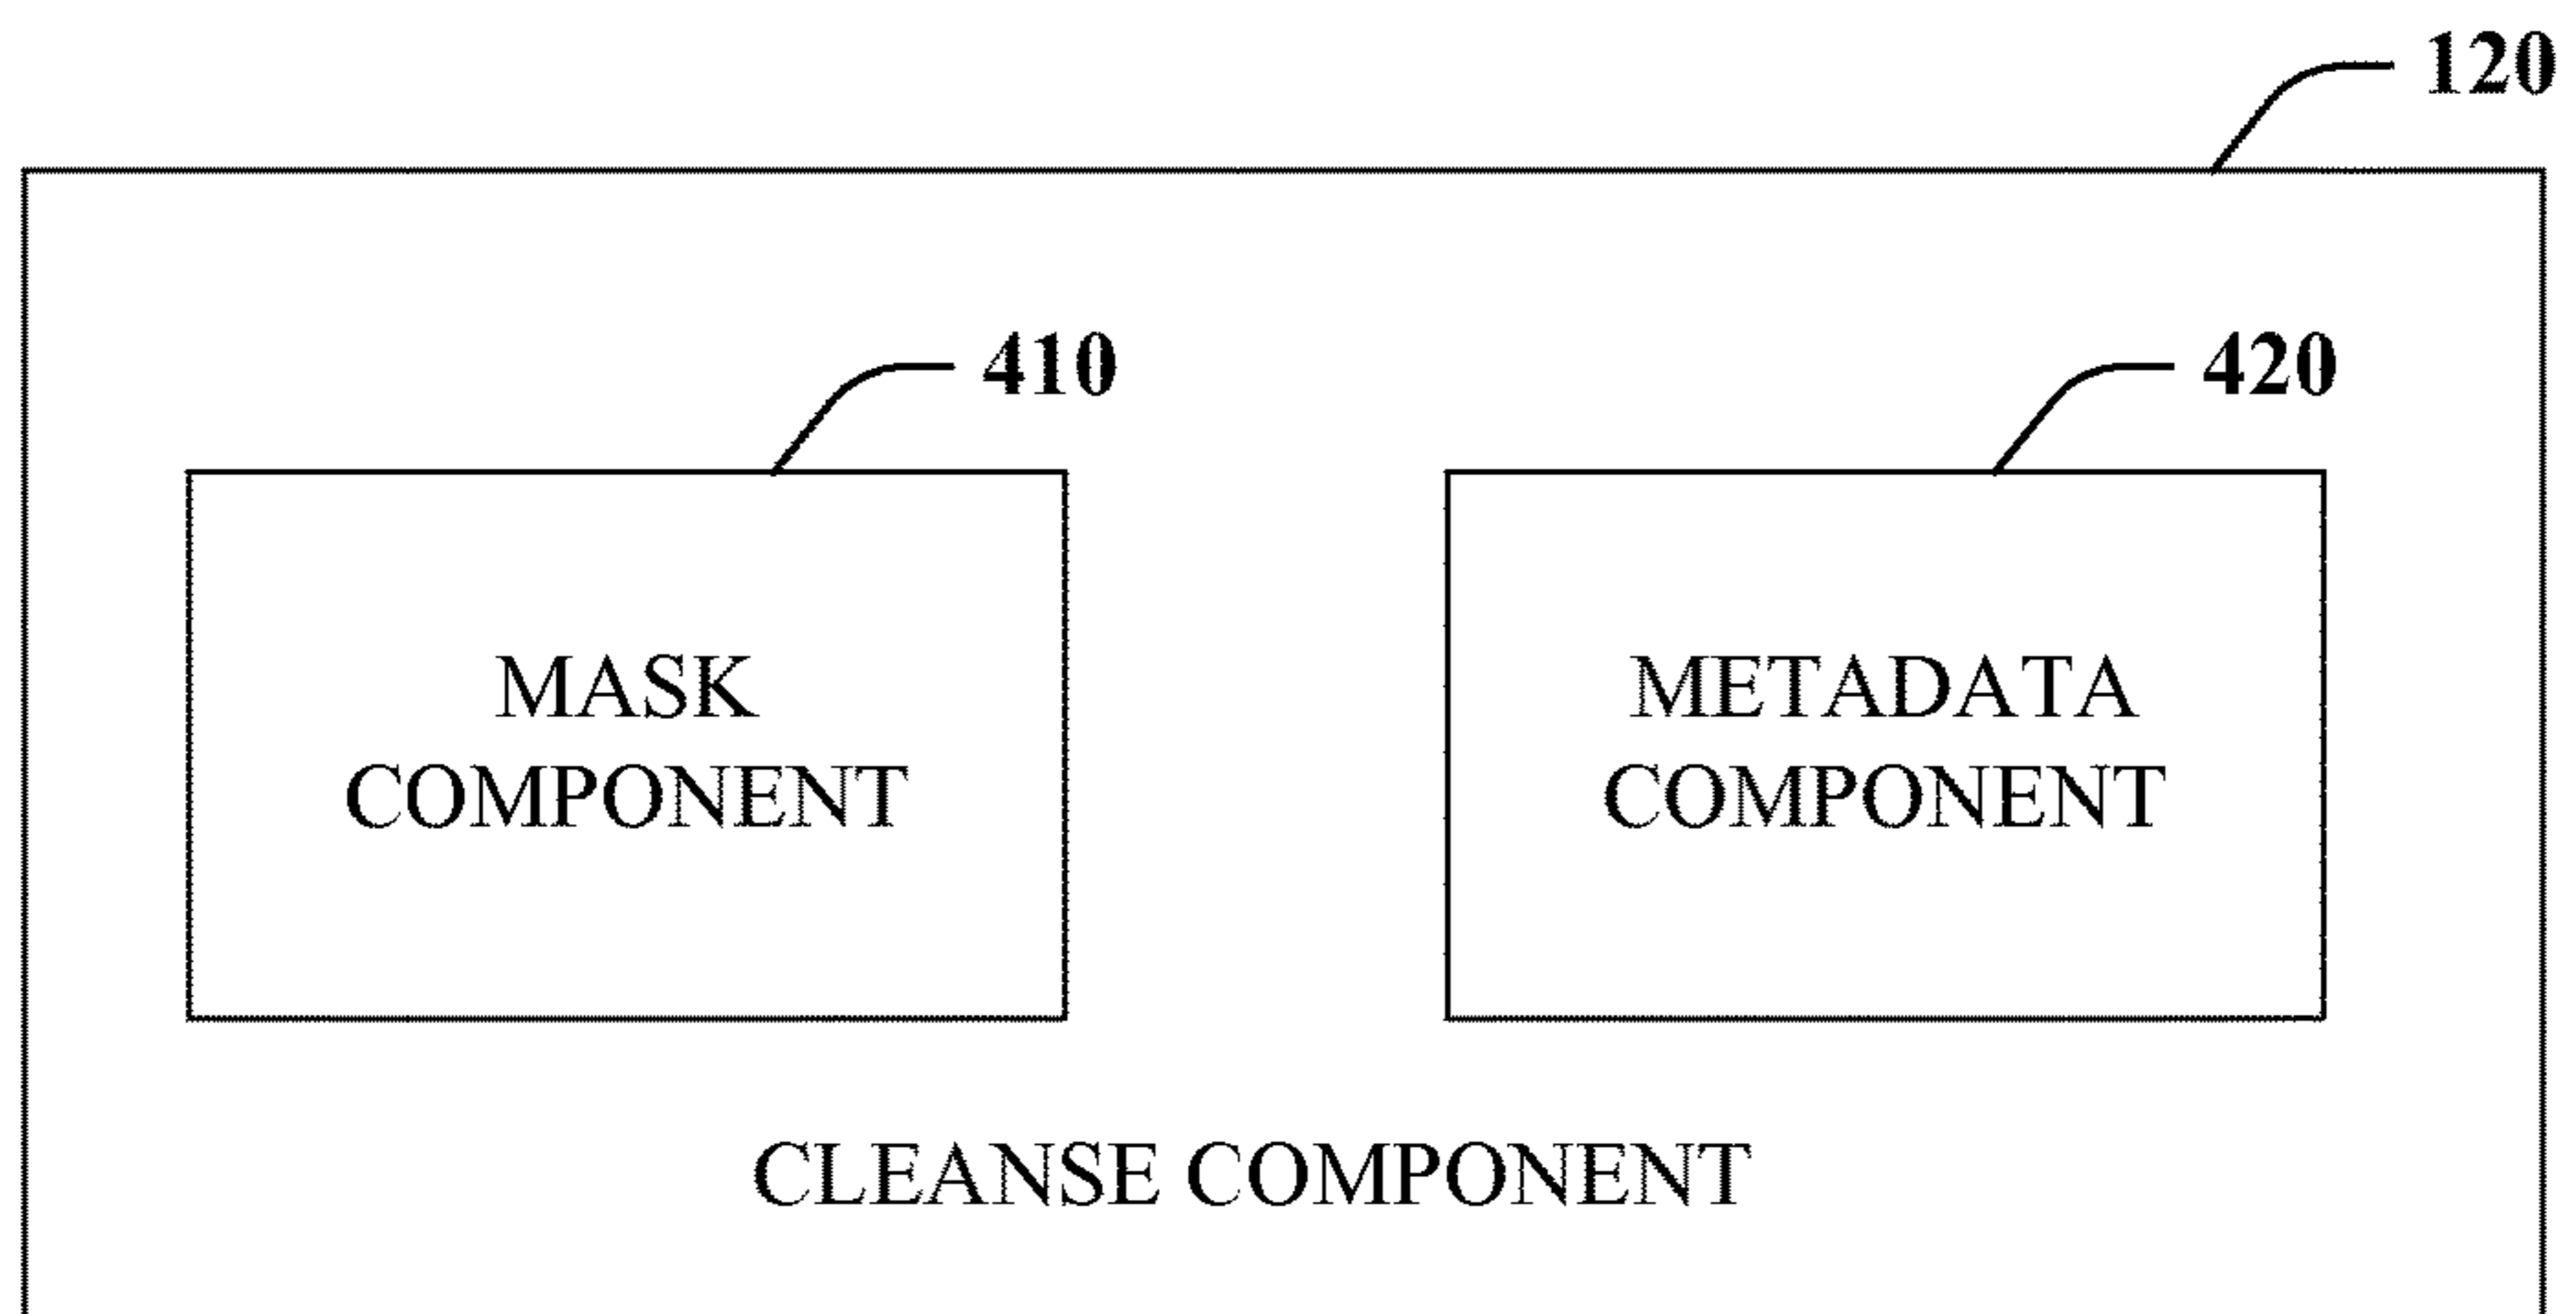 120
410
420
MASK
COMPONENT
METADATA
COMPONENT
CLEANSE COMPONENT